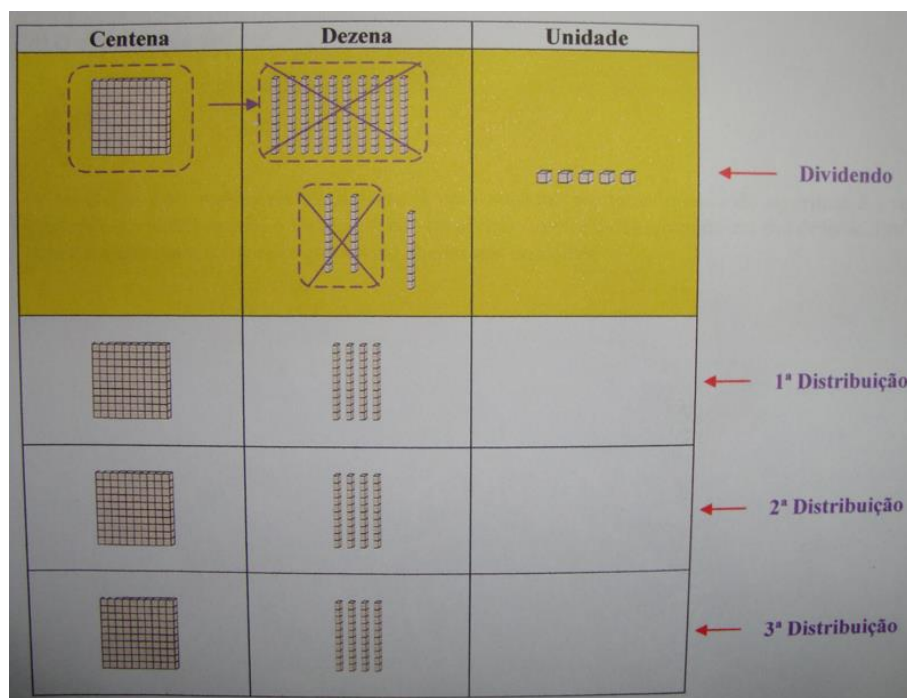 Centena Dezena Unidade
Dividendo
1ª Distribuição
2ª Distribuição
3ª Distribuição